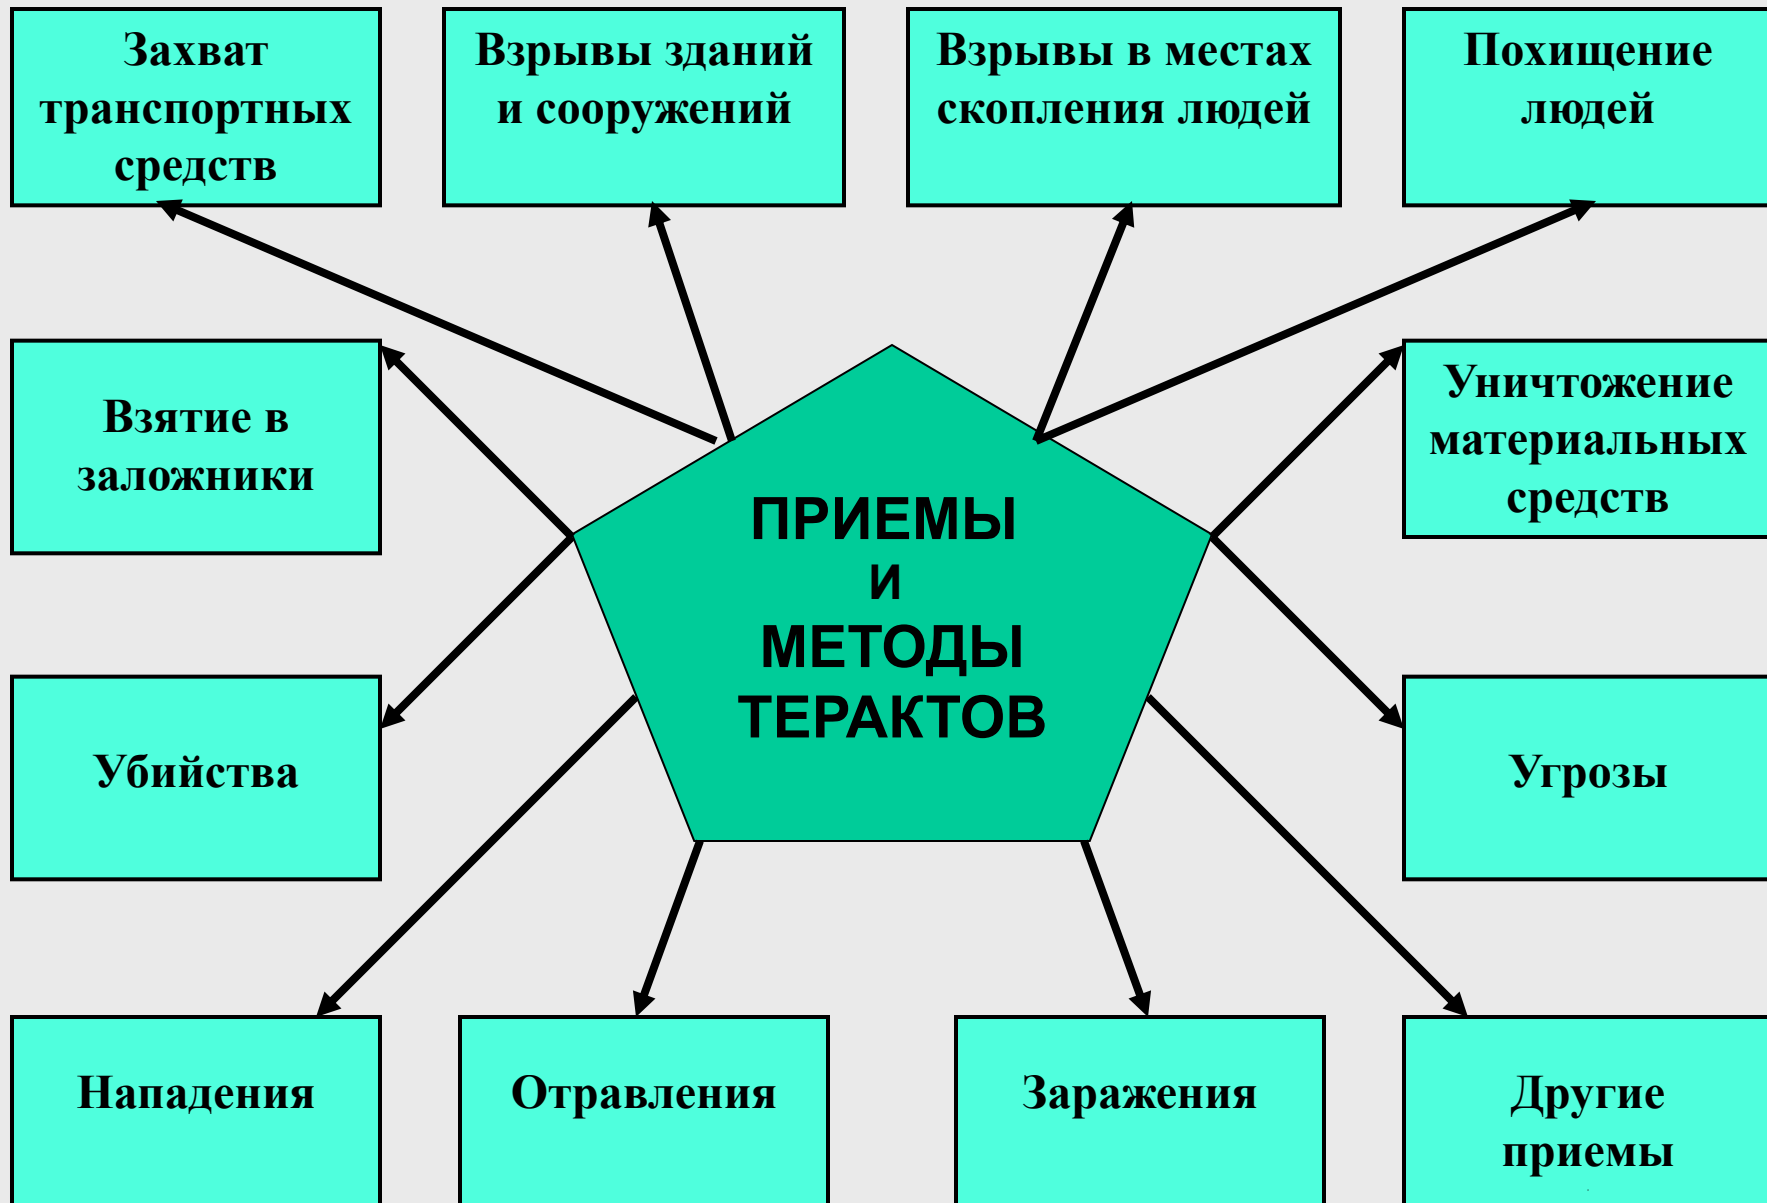 Захват
транспортных
средств
Взрывы зданий
и сооружений
Взрывы в местах
скопления людей
Похищение
людей
Взятие в
заложники
ПРИЕМЫ
И
МЕТОДЫ
ТЕРАКТОВ
Уничтожение
материальных
средств
Убийства
Угрозы
Нападения
Отравления
Заражения
Другие
приемы